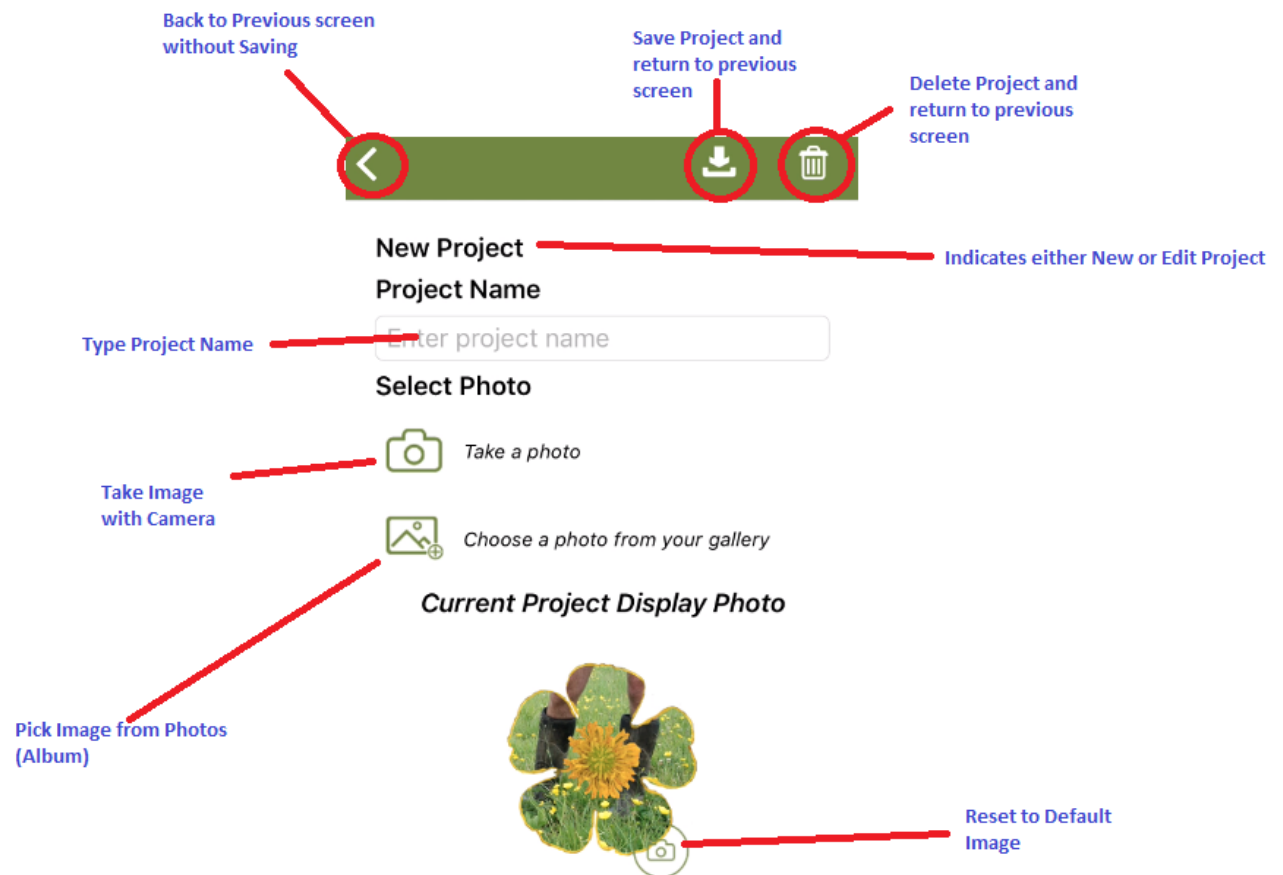 Back to Previous screen
without Saving
Save Project and
return to previous
screen
Delete Project and
return to previous
screen
New Project
Indicates either New or Edit Project
Project Name
Type Project Name
Enter project name
Select Photo
Take a photo
Take Image
with Camera
Choose a photo from your gallery
Current Project Display Photo
Pick Image from Photos
(Album)
Reset to Default
Image